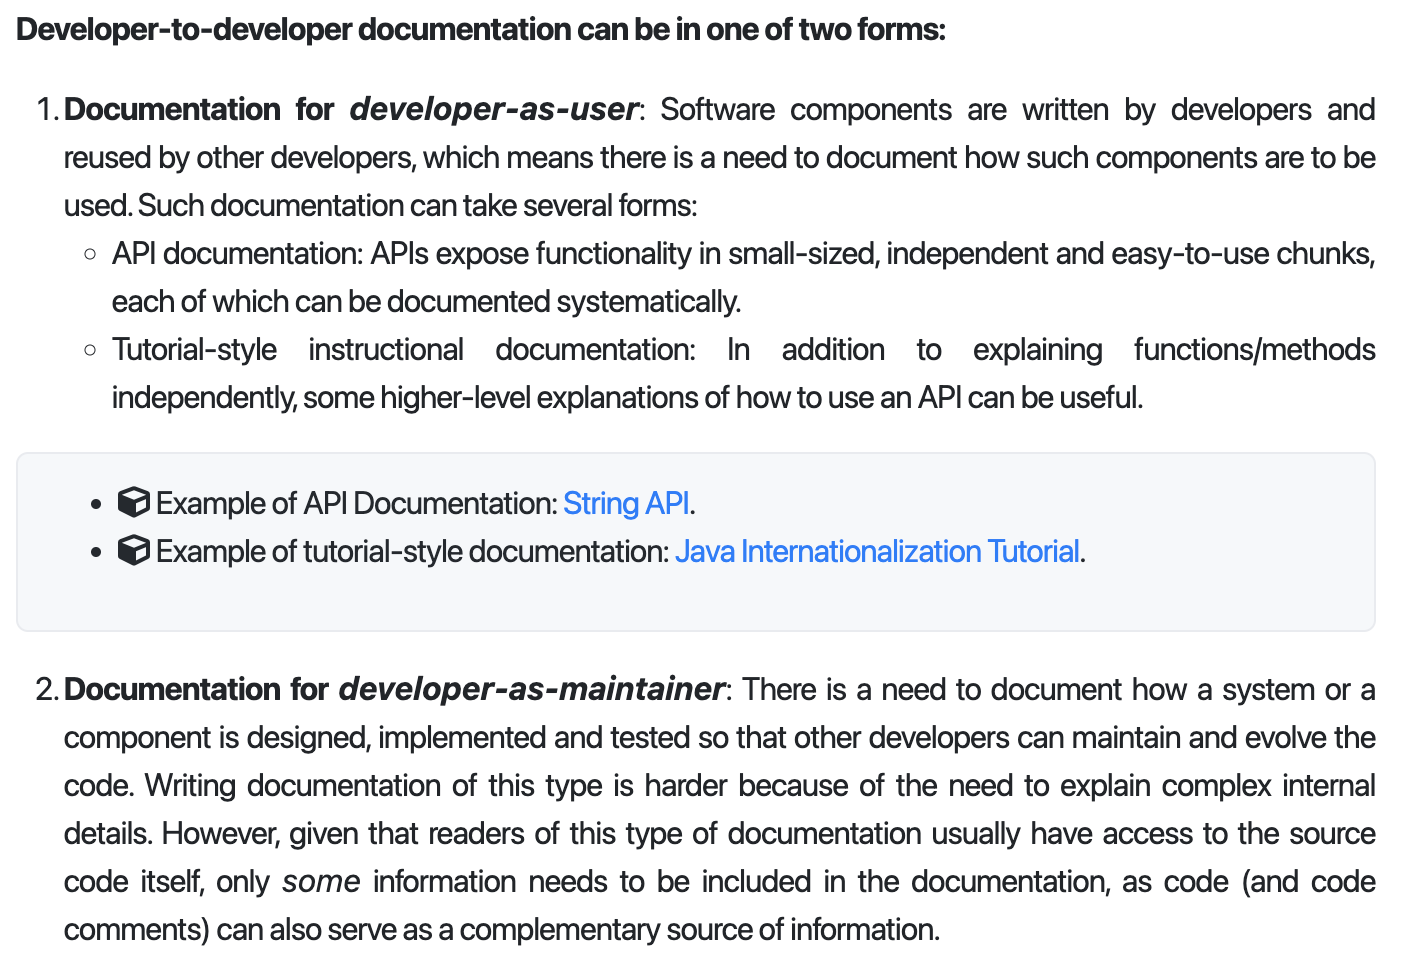 Developer-to-developer documentation can be in one of two forms:
1. Documentation for developer-as-user: Software components are written by developers and
reused by other developers, which means there is a need to document how such components are to be
used. Such documentation can take several forms:
◦ API documentation: APIs expose functionality in small-sized, independent and easy-to-use chunks,
each of which can be documented systematically.
◦ Tutorial-style instructional documentation: In addition to explaining functions/methods
independently, some higher-level explanations of how to use an API can be useful.
• Example of API Documentation: String API.
• Example of tutorial-style documentation: Java Internationalization Tutorial.
2. Documentation for developer-as-maintainer: There is a need to document how a system or a
component is designed, implemented and tested so that other developers can maintain and evolve the
code. Writing documentation of this type is harder because of the need to explain complex internal
details. However, given that readers of this type of documentation usually have access to the source
code itself, only some information needs to be included in the documentation, as code (and code
comments) can also serve as a complementary source of information.